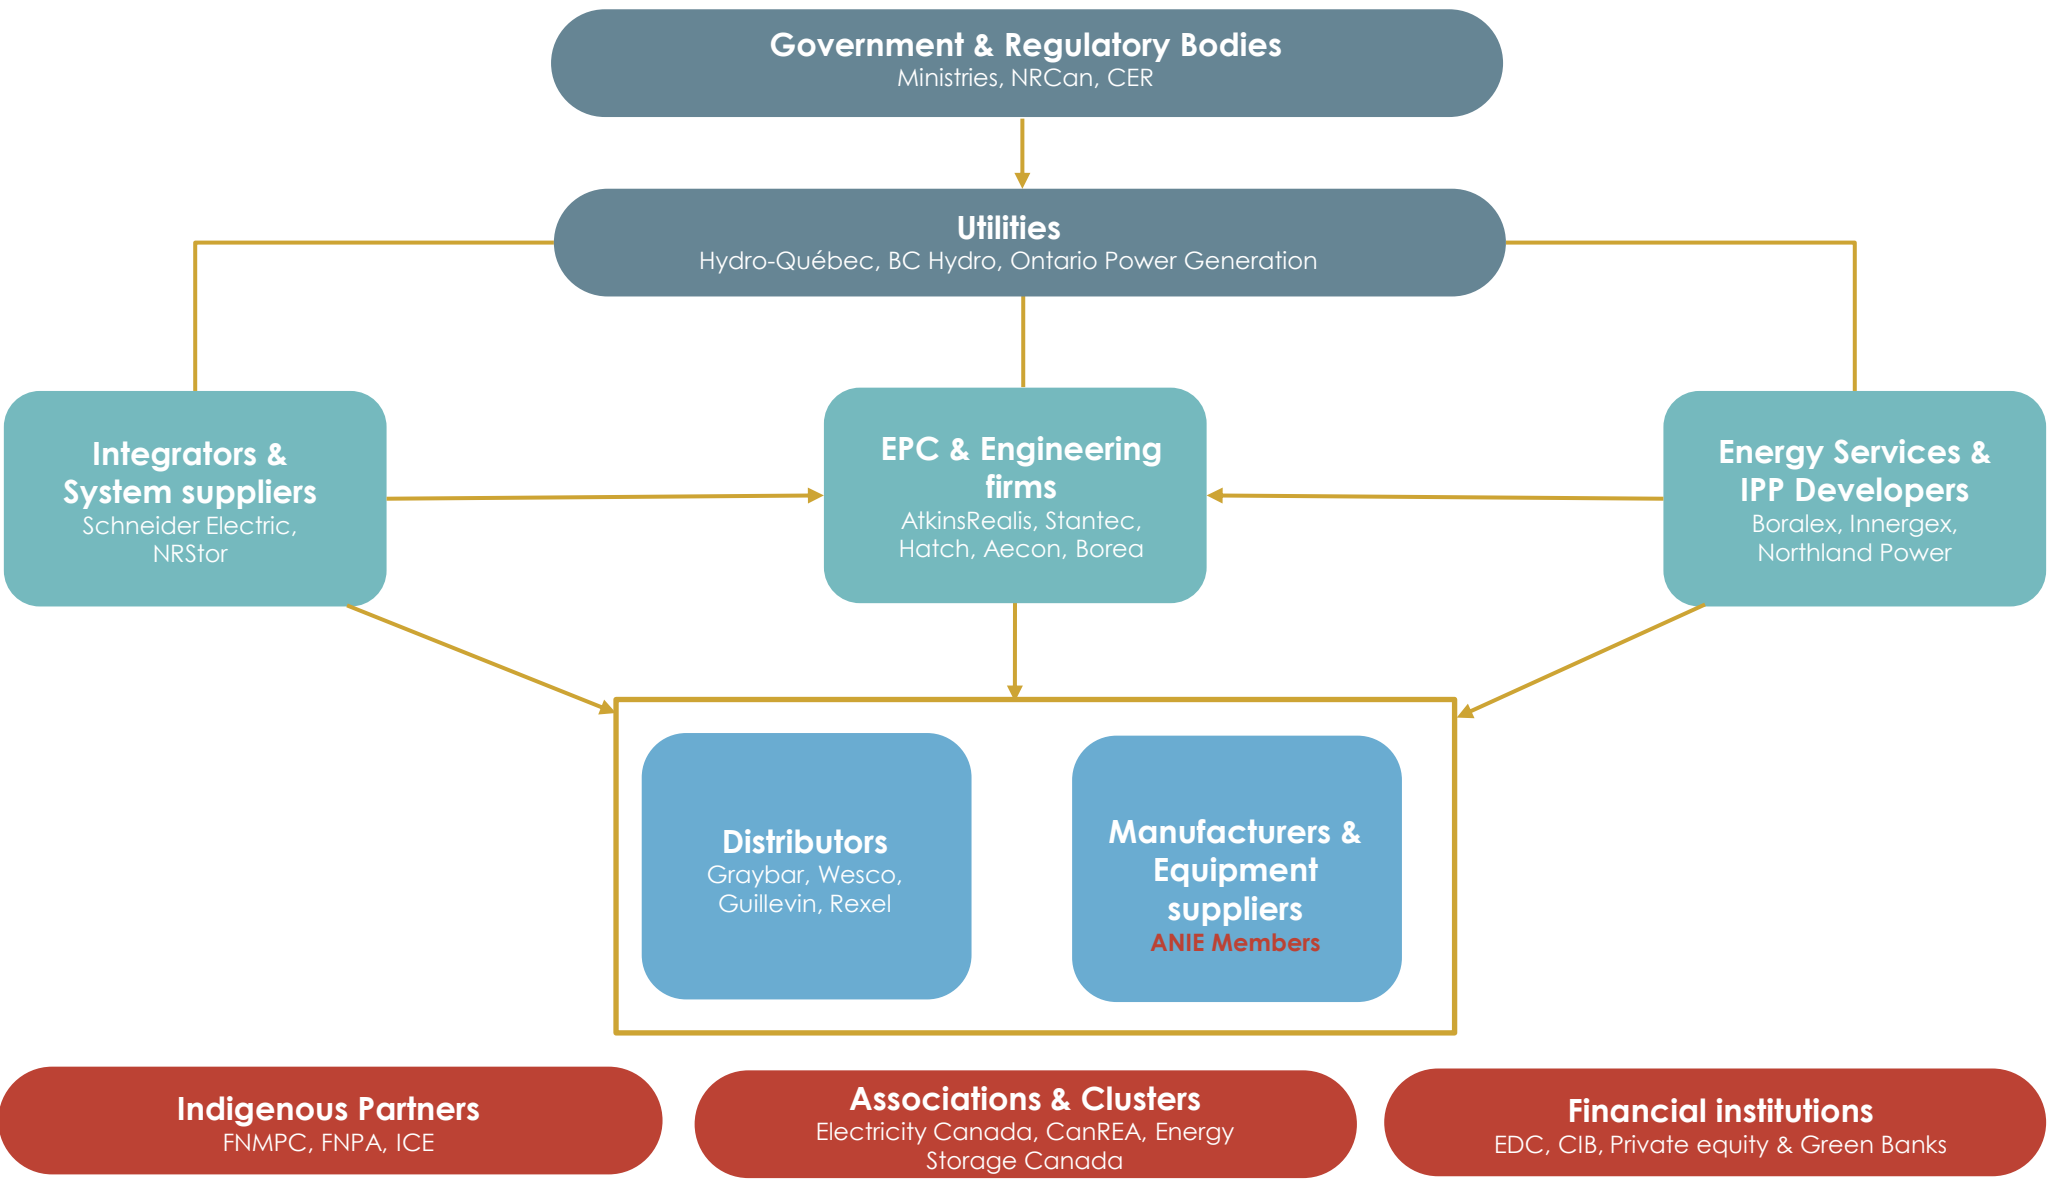 Government & Regulatory Bodies
Ministries, NRCan, CER
Utilities
Hydro-Québec, BC Hydro, Ontario Power Generation
Integrators &
System suppliers
Schneider Electric,
NRStor
EPC & Engineering
firms
AtkinsRealis, Stantec,
Hatch, Aecon, Borea
Energy Services &
IPP Developers
Boralex, Innergex,
Northland Power
Distributors
Graybar, Wesco,
Guillevin, Rexel
Manufacturers &
Equipment
suppliers
ANIE Members
Indigenous Partners
FNMPC, FNPA, ICE
Associations & Clusters
Electricity Canada, CanREA, Energy
Storage Canada
Financial institutions
EDC, CIB, Private equity & Green Banks